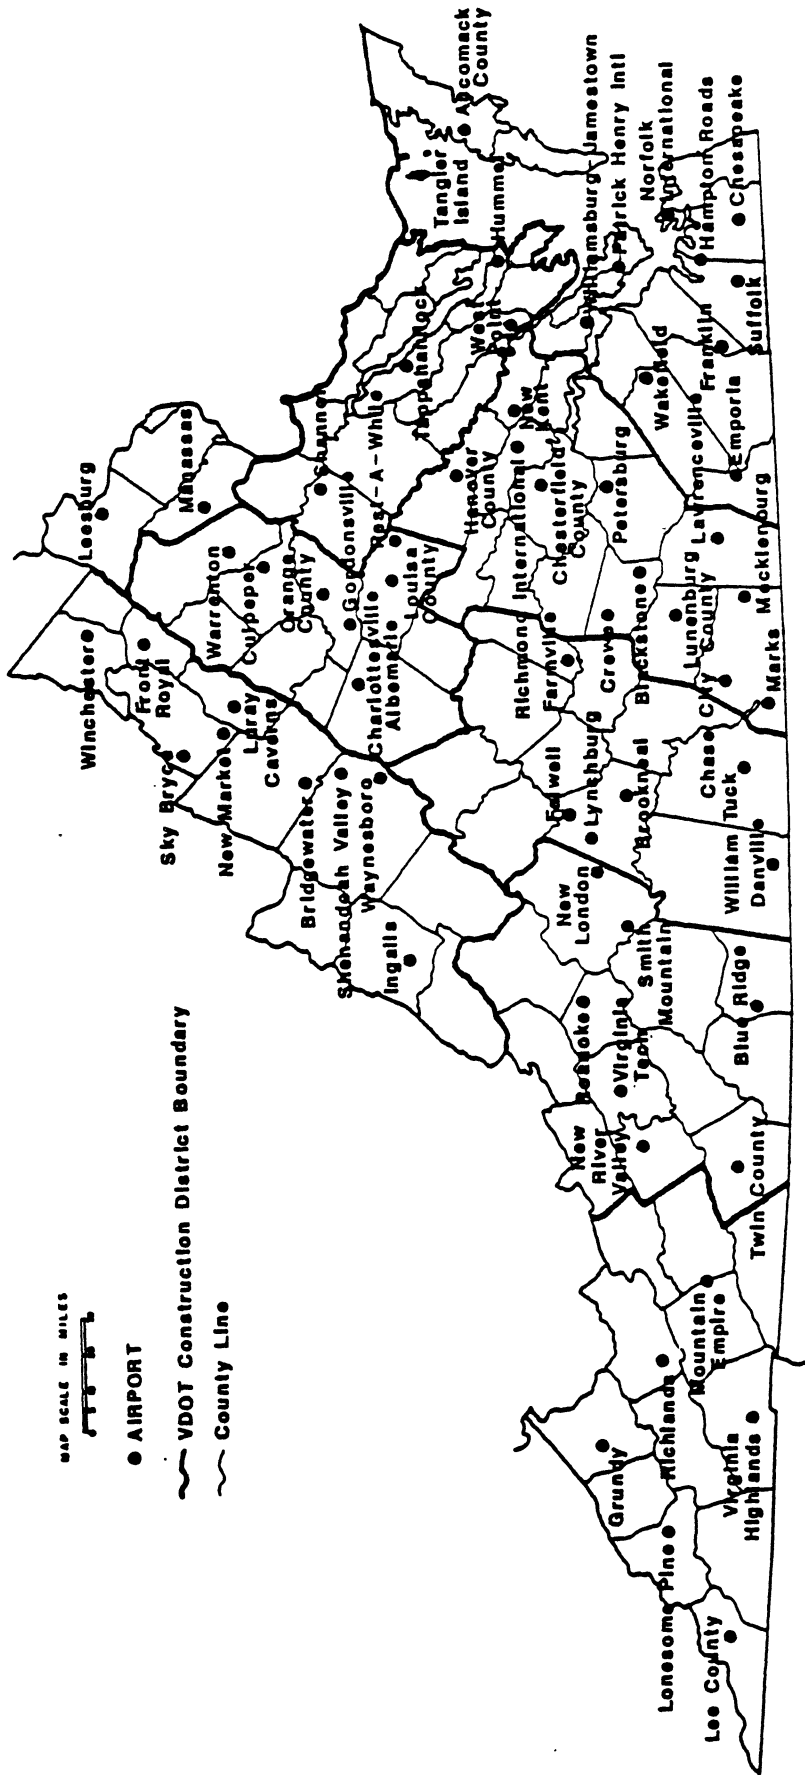 MAP SCALE IN MILES
AIRPORT
VDOT Construction District Boundary
County Line
Winchester
Leesburg
Front
Royal
Manassas
Sky Bryce
New Market
Luray
Caverns
Warrenton
Culpeper
Orange
County
Gordonsville
Shannon
Rest-A-While
Bridgewater
Shenandoah Valley
Waynesboro
Charlottesville
Albemarle
Louisa
County
Tappahannock
Tangier
Island
Accomack
County
Hummel
West
Point
Hanover
County
New
Kent
Ingalls
Richmond International
Chesterfield
County
Petersburg
Williamsburg-Jamestown
Patrick Henry Intl
Norfolk
International
Hampton Roads
Chesapeake
Suffolk
Franklin
Wakefield
Emporia
Lawrenceville
Mecklenburg
Farmville
Crewe
Blackstone
Lunenburg
County
Chase City
Marks
Falwell
Lynchburg
Brookneal
William Tuck
Danville
New
London
Smith
Mountain
Blue Ridge
Roanoke
Virginia
Tech
New
River
Valley
Twin County
Mountain
Empire
Richlands
Grundy
Virginia
Highlands
Lonesome Pine
Lee County